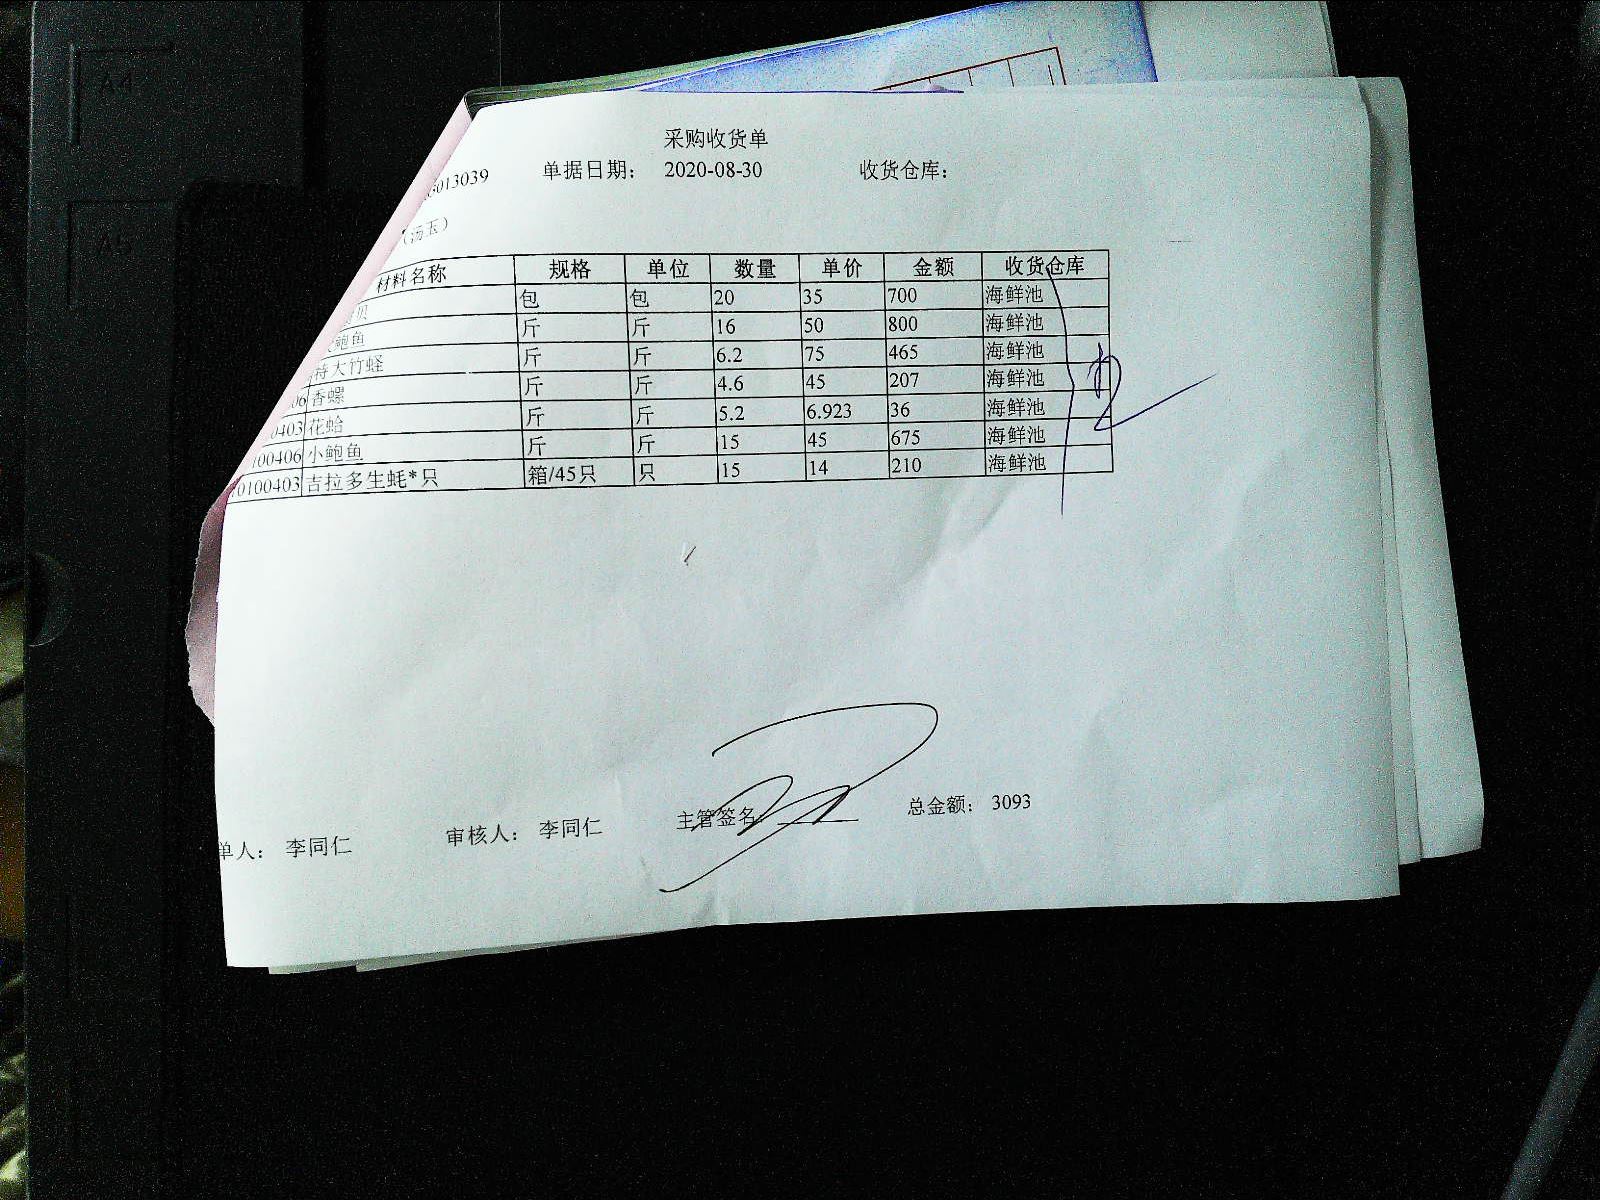 A4
A5
采购收货单
013039 单据日期： 2020-08-30 收货仓库：
（汤玉）
材料名称 规格 单位 数量 单价 金额 收货仓库
贝 包 包 20 35 700 海鲜池
鲍鱼 斤 斤 16 50 800 海鲜池
特大竹蛏 斤 斤 6.2 75 465 海鲜池
06 香螺 斤 斤 4.6 45 207 海鲜池
0403 花蛤 斤 斤 5.2 6.923 36 海鲜池
100406 小鲍鱼 斤 斤 15 45 675 海鲜池
0100403 吉拉多生蚝*只 箱/45只 只 15 14 210 海鲜池
单人： 李同仁 审核人： 李同仁 主管签名 总金额： 3093